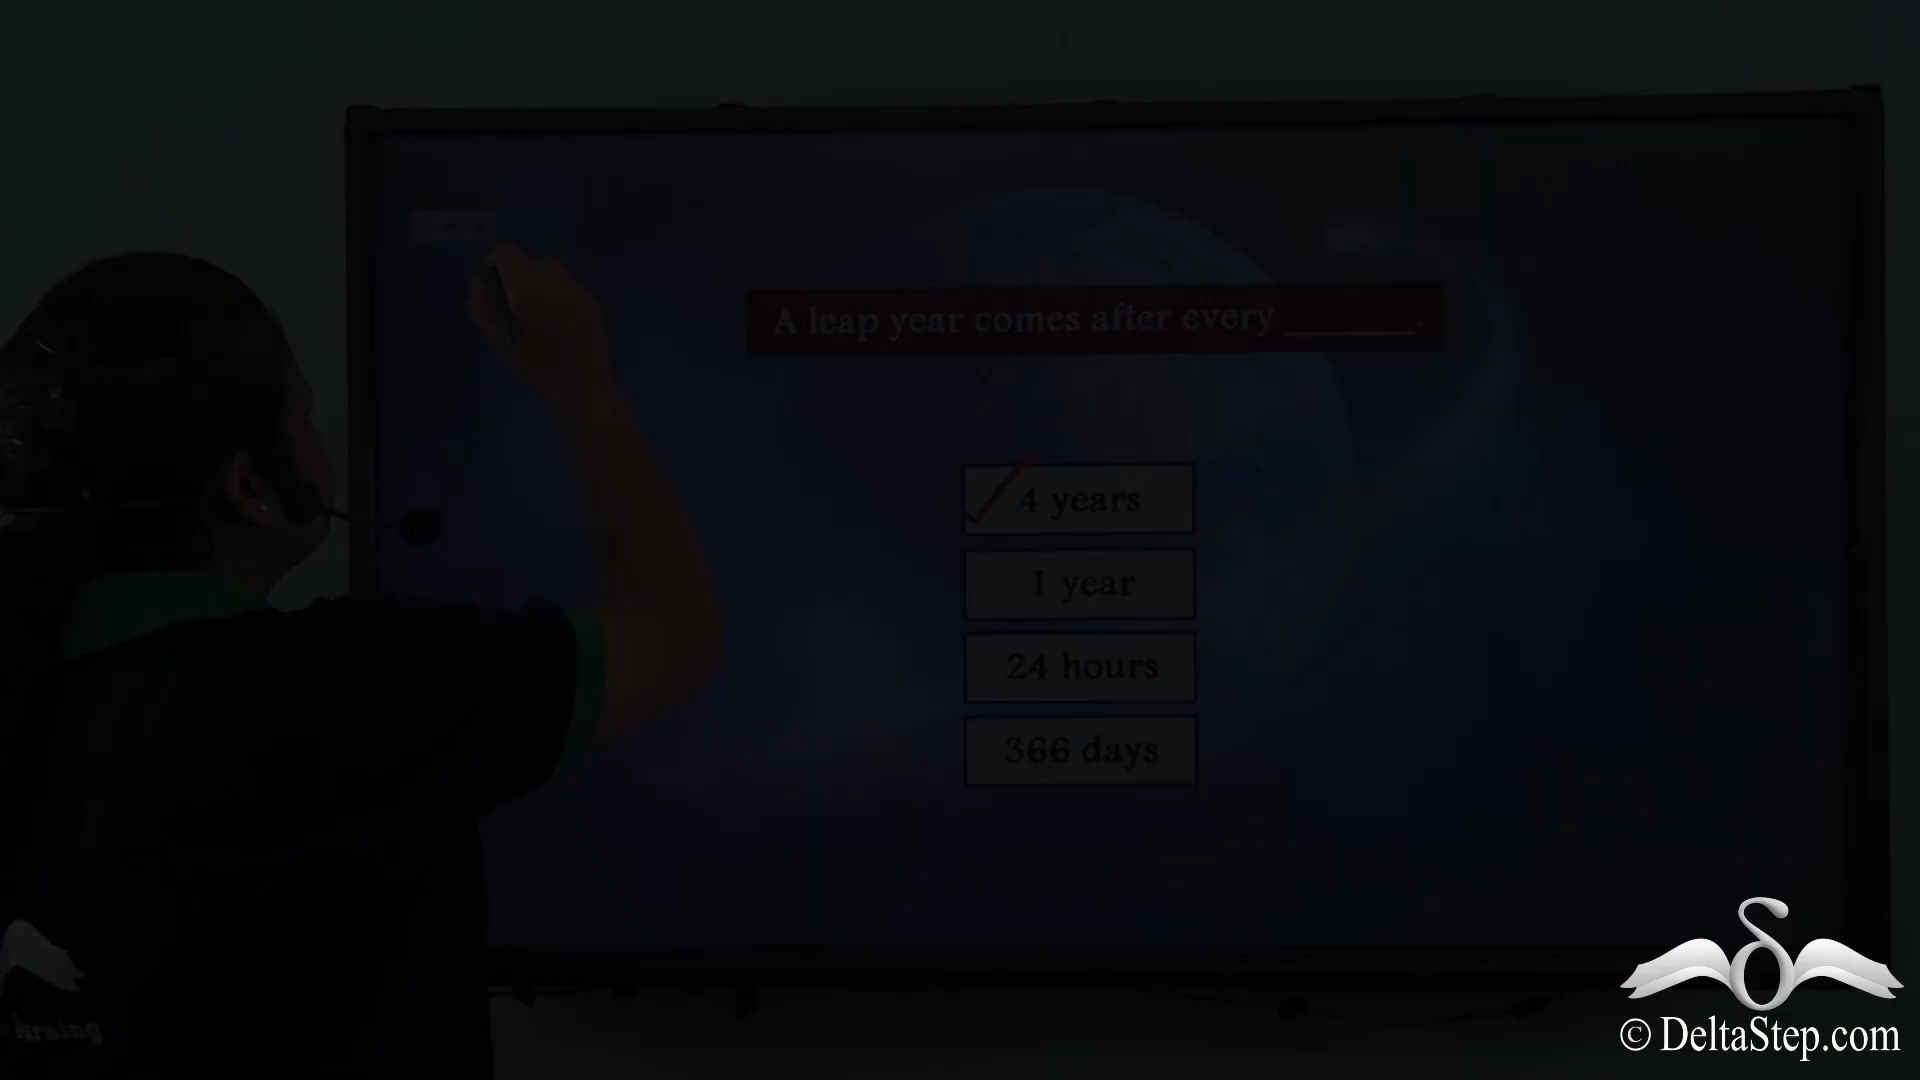 A leap year comes after every ________.
4 years
1 year
24 hours
366 days
© DeltaStep.com